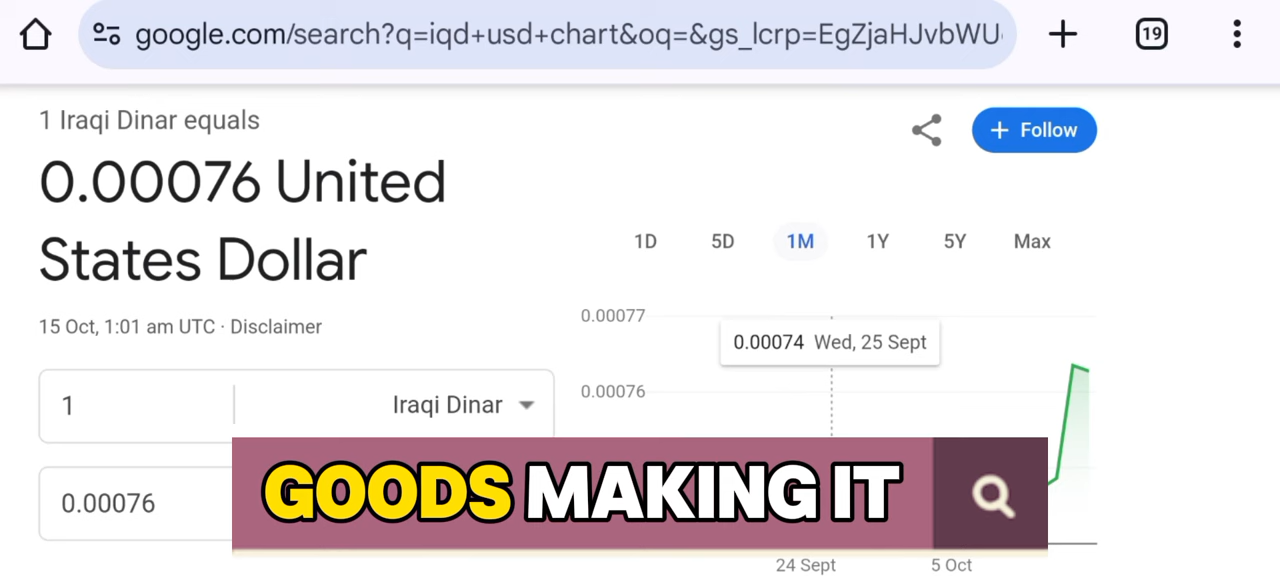 google.com/search?q=iqd+usd+chart&oq=&gs_lcrp=EgZjaHJvbWU
19
1 Iraqi Dinar equals
0.00076 United
States Dollar
15 Oct, 1:01 am UTC · Disclaimer
+ Follow
1D 5D 1M 1Y 5Y Max
0.00077
0.00074 Wed, 25 Sept
0.00076
1 Iraqi Dinar
0.00076
GOODS MAKING IT
24 Sept 5 Oct